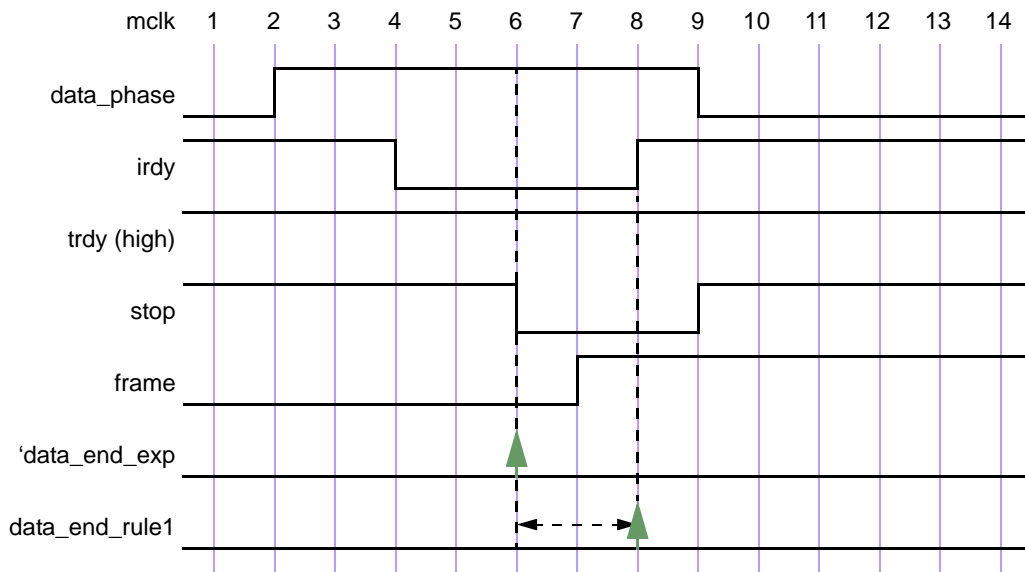 mclk 1 2 3 4 5 6 7 8 9 10 11 12 13 14
data_phase
irdy
trdy (high)
stop
frame
‘data_end_exp
data_end_rule1